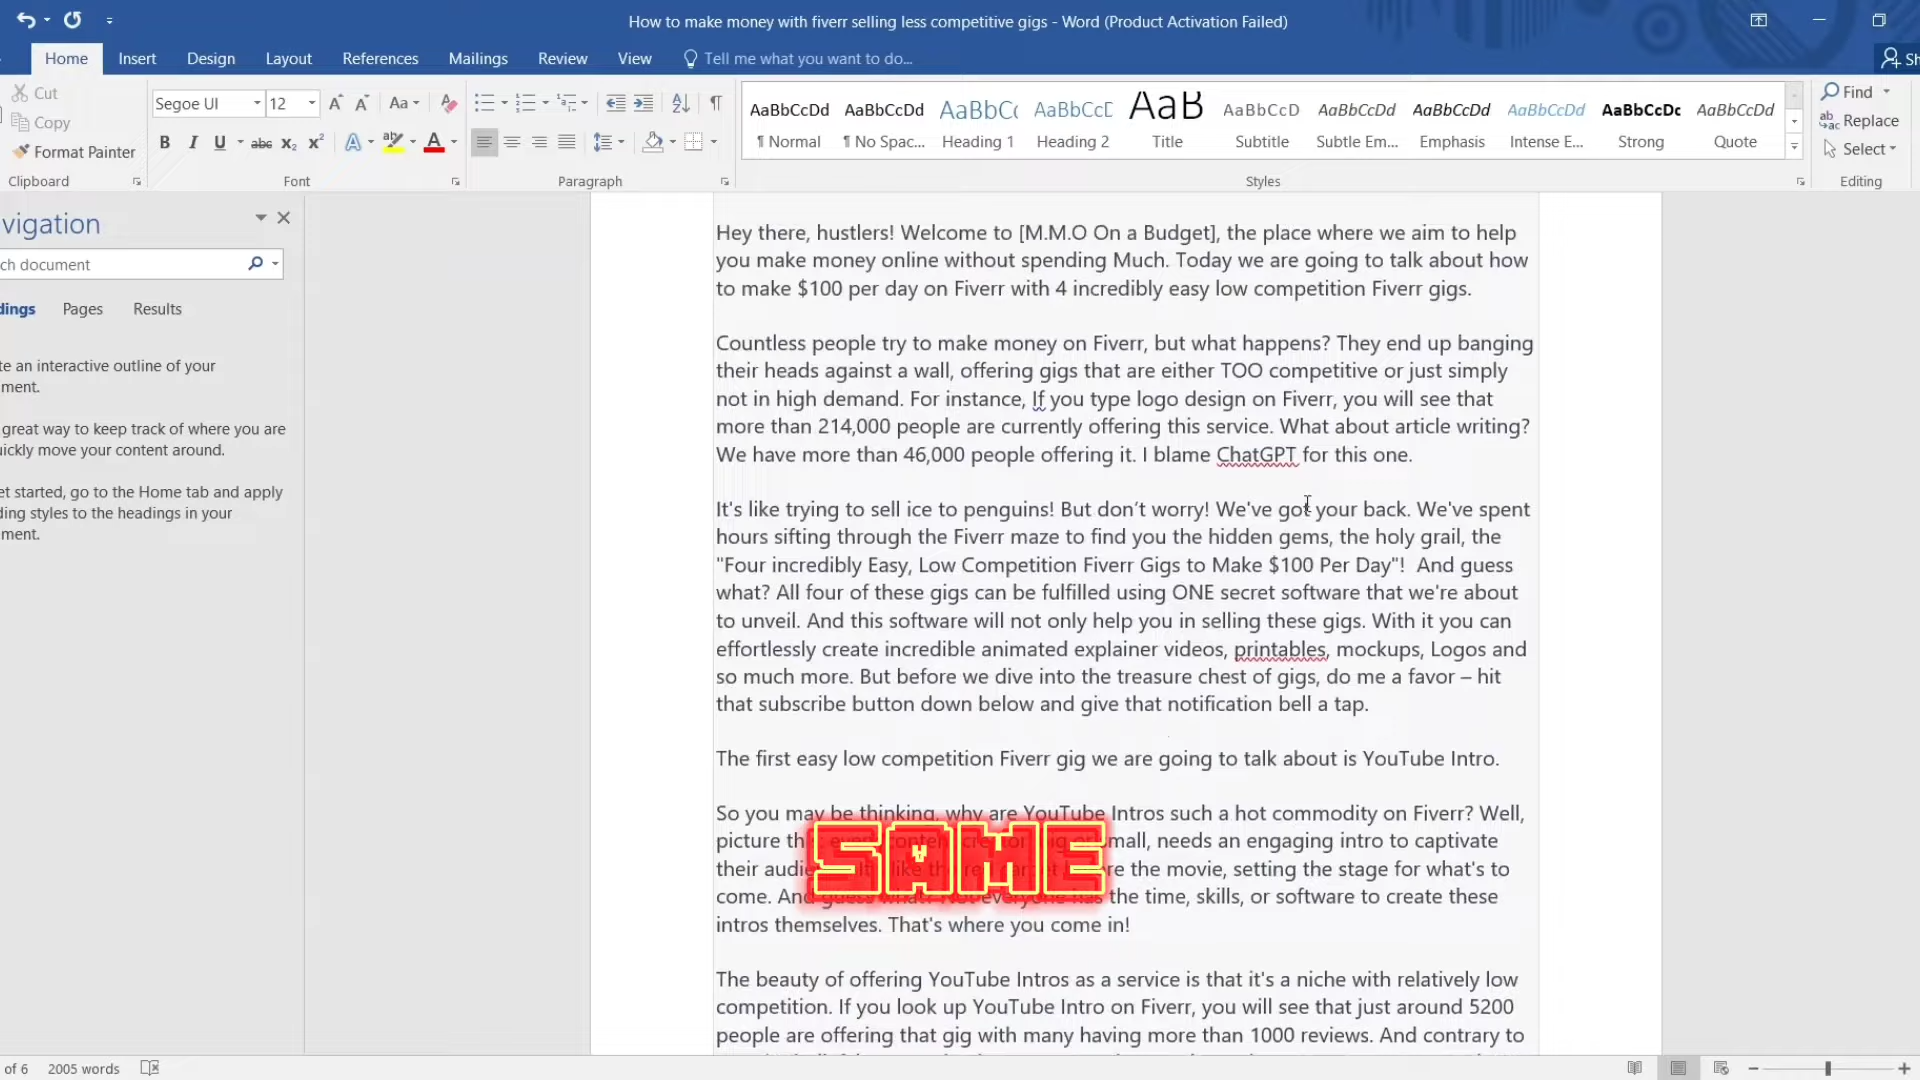 How to make money with fiverr selling less competitive gigs - Word (Product Activation Failed)
Home Insert Design Layout References Mailings Review View Tell me what you want to do... Sh
Cut
Copy
Format Painter
Clipboard
Segoe UI 12
Font
Paragraph
AaBbCcDd AaBbCcDd AaBbC AaBbCcD AaB AaBbCcD AaBbCcDd AaBbCcDd AaBbCcDd AaBbCcDc AaBbCcDd
¶ Normal ¶ No Spac... Heading 1 Heading 2 Title Subtitle Subtle Em... Emphasis Intense E... Strong Quote
Styles
Find
Replace
Select
Editing
vigation
ch document
dings Pages Results
te an interactive outline of your
ment.
great way to keep track of where you are
uickly move your content around.
et started, go to the Home tab and apply
ding styles to the headings in your
ment.
Hey there, hustlers! Welcome to [M.M.O On a Budget], the place where we aim to help
you make money online without spending Much. Today we are going to talk about how
to make $100 per day on Fiverr with 4 incredibly easy low competition Fiverr gigs.
Countless people try to make money on Fiverr, but what happens? They end up banging
their heads against a wall, offering gigs that are either TOO competitive or just simply
not in high demand. For instance, If you type logo design on Fiverr, you will see that
more than 214,000 people are currently offering this service. What about article writing?
We have more than 46,000 people offering it. I blame ChatGPT for this one.
It's like trying to sell ice to penguins! But don’t worry! We've got your back. We've spent
hours sifting through the Fiverr maze to find you the hidden gems, the holy grail, the
"Four incredibly Easy, Low Competition Fiverr Gigs to Make $100 Per Day"! And guess
what? All four of these gigs can be fulfilled using ONE secret software that we're about
to unveil. And this software will not only help you in selling these gigs. With it you can
effortlessly create incredible animated explainer videos, printables, mockups, Logos and
so much more. But before we dive into the treasure chest of gigs, do me a favor – hit
that subscribe button down below and give that notification bell a tap.
The first easy low competition Fiverr gig we are going to talk about is YouTube Intro.
So you may be thinking, why are YouTube Intros such a hot commodity on Fiverr? Well,
picture small, needs an engaging intro to captivate
their the movie, setting the stage for what's to
come. the time, skills, or software to create these
intros themselves. That's where you come in!
SAME
The beauty of offering YouTube Intros as a service is that it's a niche with relatively low
competition. If you look up YouTube Intro on Fiverr, you will see that just around 5200
people are offering that gig with many having more than 1000 reviews. And contrary to
of 6 2005 words